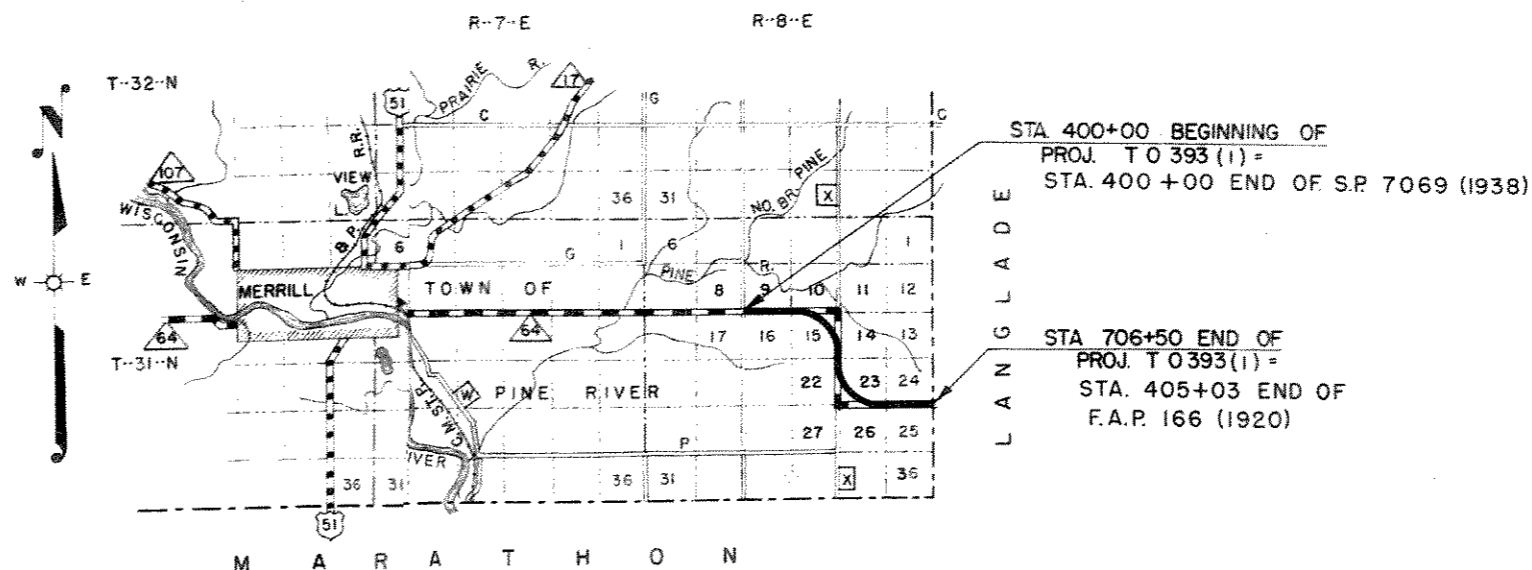 R--7--E R--8--E
T--32--N
17
PRAIRIE R.
51
G
C C
R.R.
107
VIEW
L.
NO. BR. PINE
36 31 X
WISCONSIN
B.P.
6 1 6 1
G
PINE R.
W E
MERRILL TOWN OF 8 9 10 11 12
64 64 17 16 15 14 13
T--31--N
22 23 24
PINE RIVER
W
C.M.ST.P.
27 26 25
P
IVER
36 31 36 31 X 36
51
MARATHON
LANGLADE
N
STA 400+00 BEGINNING OF
PROJ. T 0 393 (1) =
STA. 400 +00 END OF S.P. 7069 (1938)
STA 706+50 END OF
PROJ. T 0 393(1) =
STA. 405+03 END OF
F.A.P. 166 (1920)